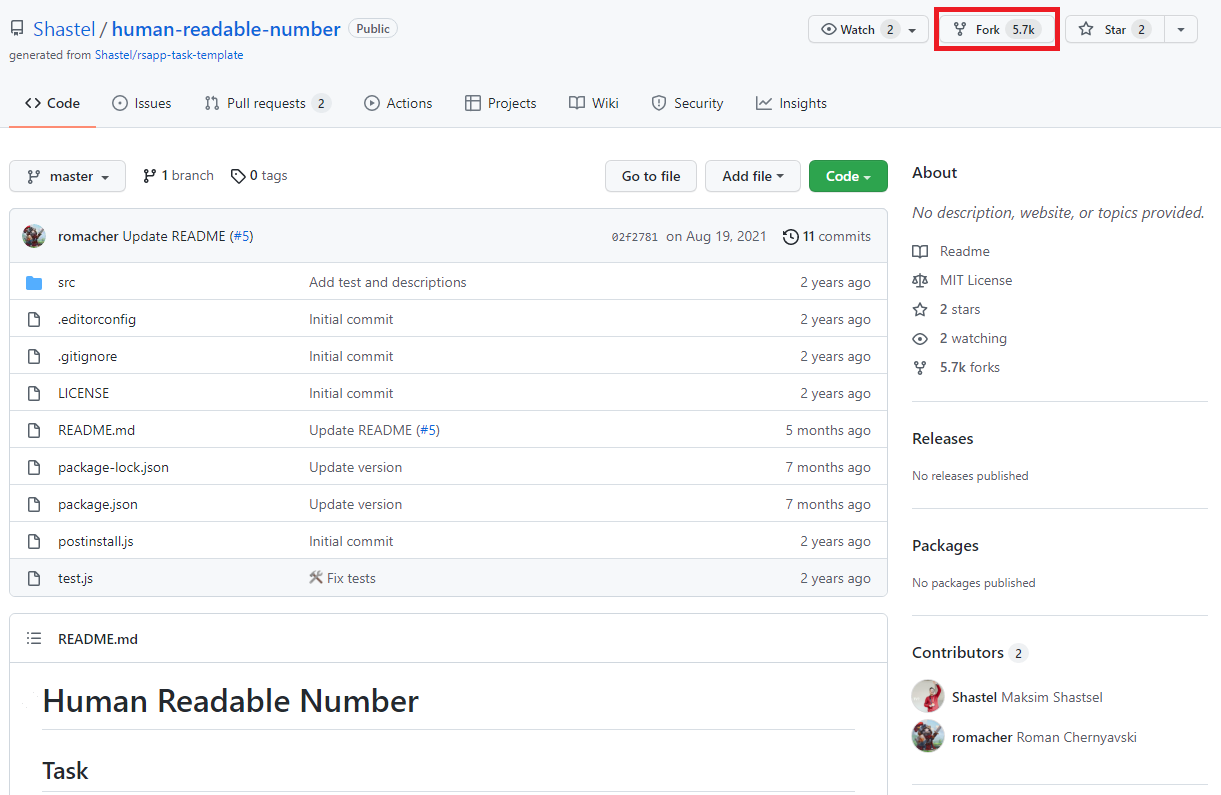 Shastel / human-readable-number Public Watch 2 Fork 5.7k Star 2
generated from Shastel/rsapp-task-template
Code Issues Pull requests 2 Actions Projects Wiki Security Insights
master 1 branch 0 tags Go to file Add file Code
romacher Update README (#5) 02f2781 on Aug 19, 2021 11 commits
src Add test and descriptions 2 years ago
.editorconfig Initial commit 2 years ago
.gitignore Initial commit 2 years ago
LICENSE Initial commit 2 years ago
README.md Update README (#5) 5 months ago
package-lock.json Update version 7 months ago
package.json Update version 7 months ago
postinstall.js Initial commit 2 years ago
test.js 🛠 Fix tests 2 years ago
README.md
Human Readable Number
Task
About
No description, website, or topics provided.
Readme
MIT License
2 stars
2 watching
5.7k forks
Releases
No releases published
Packages
No packages published
Contributors 2
Shastel Maksim Shastsel
romacher Roman Chernyavski